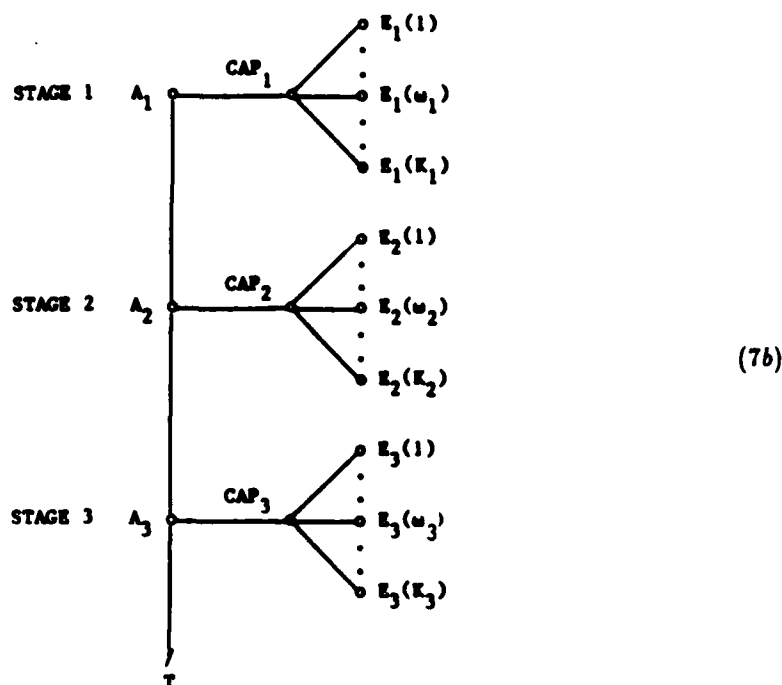 E₁(1)
CAP₁
STAGE 1 A₁ E₁(ω₁)
E₁(K₁)
E₂(1)
CAP₂
STAGE 2 A₂ E₂(ω₂)
(7b)
E₂(K₂)
E₃(1)
CAP₃
STAGE 3 A₃ E₃(ω₃)
E₃(K₃)
T